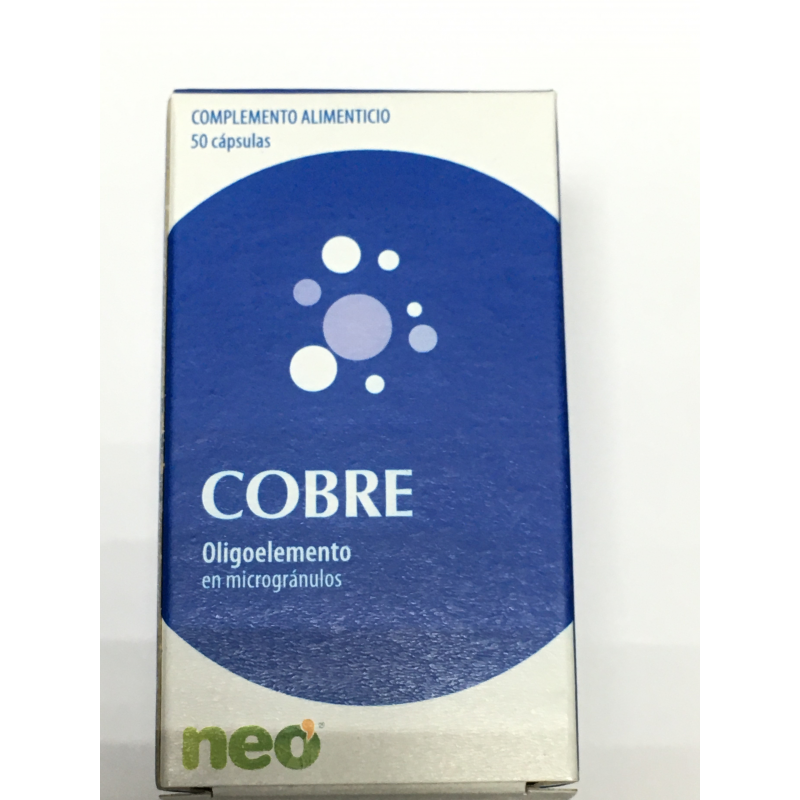 COMPLEMENTO ALIMENTICIO
50 cápsulas
COBRE
Oligoelemento
en microgránulos
neo